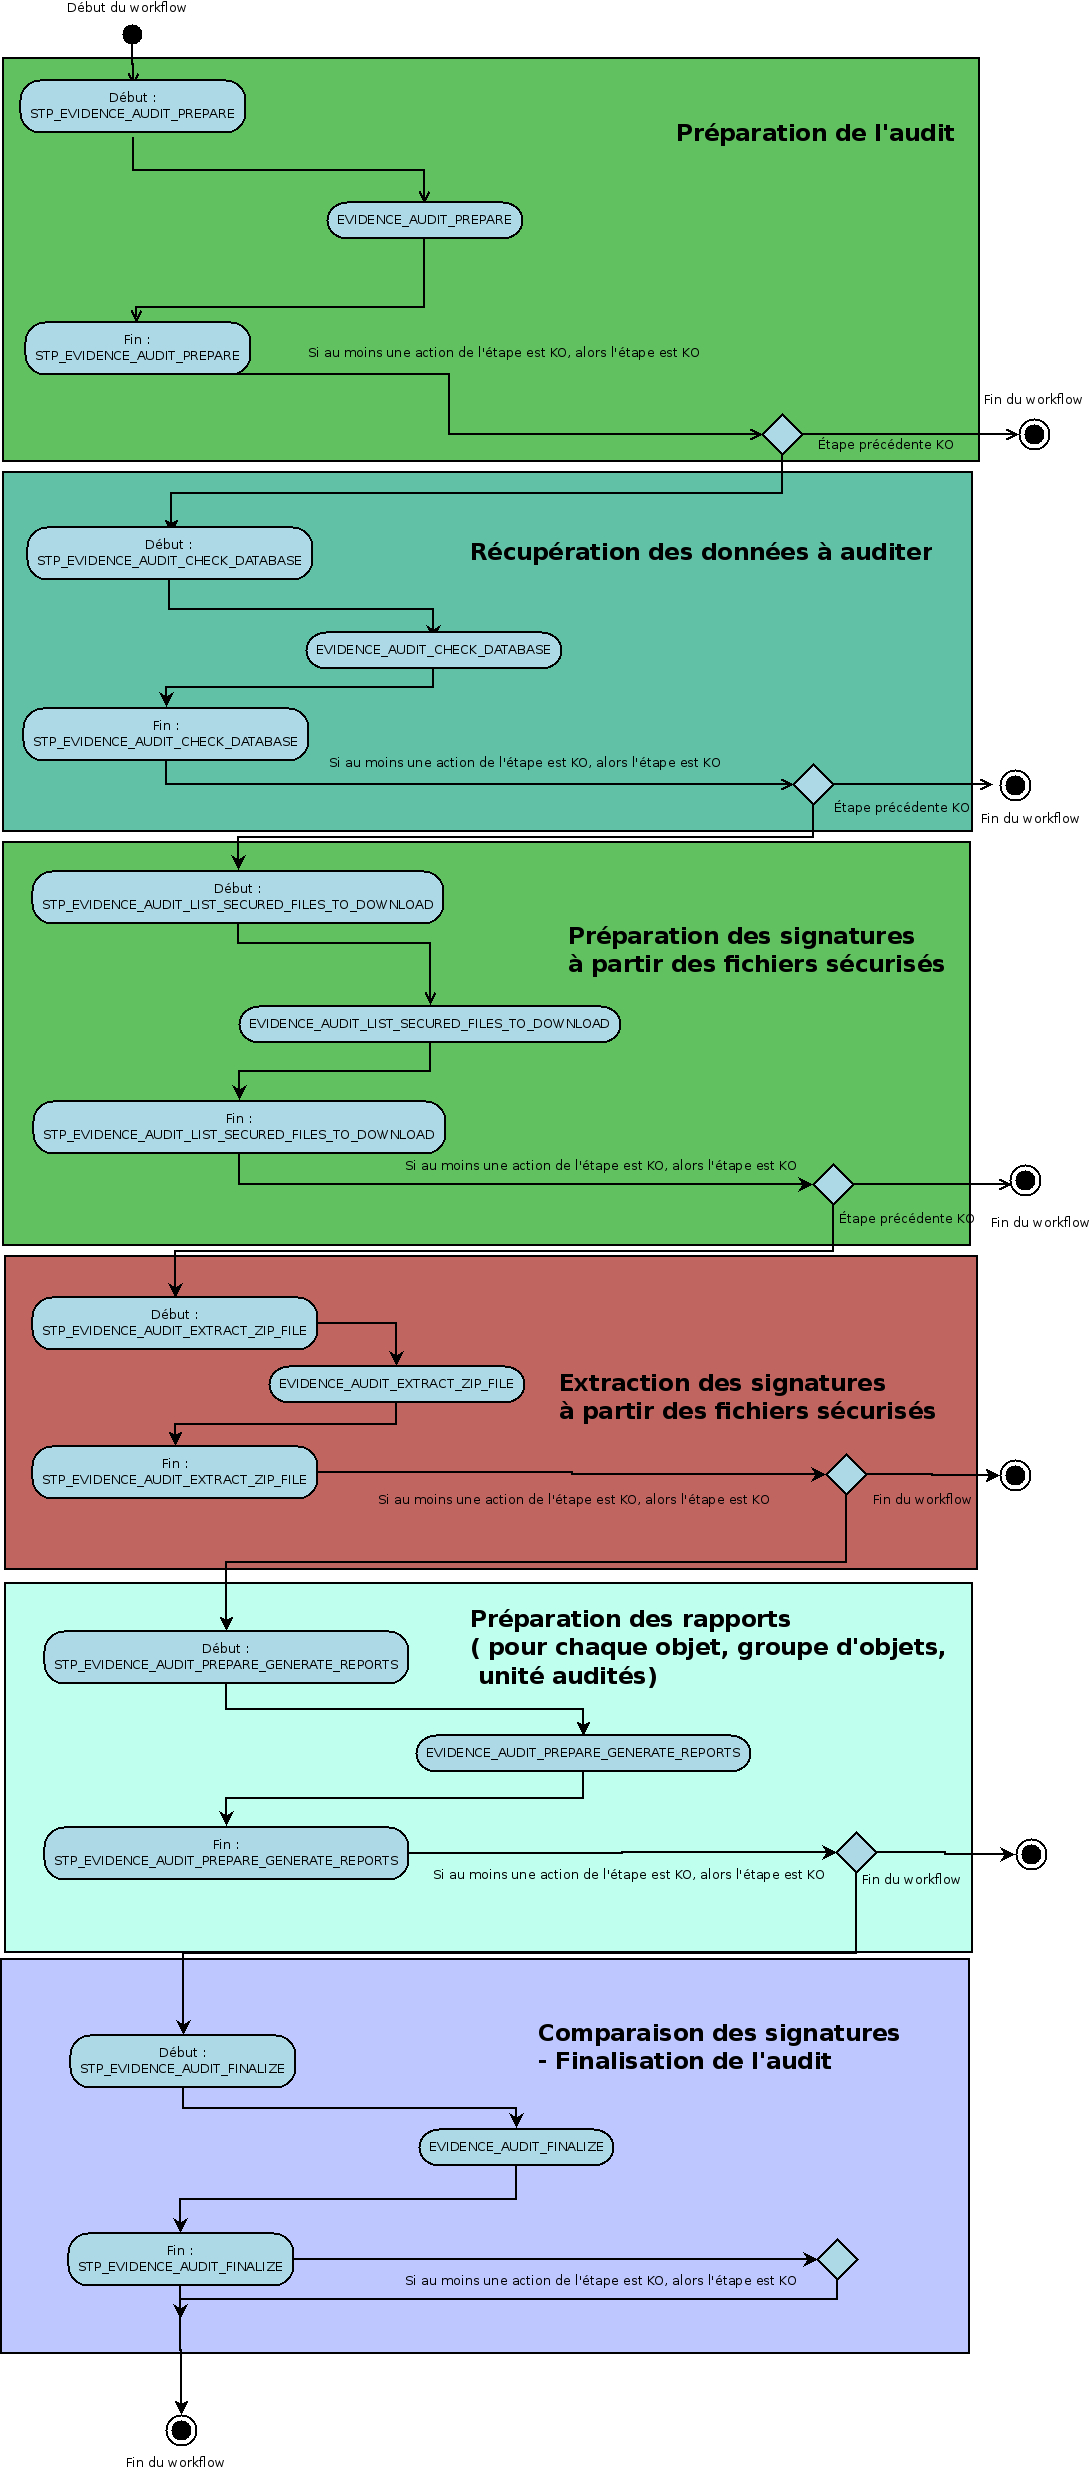 Début du workflow
Début :
STP_EVIDENCE_AUDIT_PREPARE
Préparation de l'audit
EVIDENCE_AUDIT_PREPARE
Fin :
STP_EVIDENCE_AUDIT_PREPARE
Si au moins une action de l'étape est KO, alors l'étape est KO
Fin du workflow
Étape précédente KO
Début :
STP_EVIDENCE_AUDIT_CHECK_DATABASE
Récupération des données à auditer
EVIDENCE_AUDIT_CHECK_DATABASE
Fin :
STP_EVIDENCE_AUDIT_CHECK_DATABASE
Si au moins une action de l'étape est KO, alors l'étape est KO
Étape précédente KO
Fin du workflow
Début :
STP_EVIDENCE_AUDIT_LIST_SECURED_FILES_TO_DOWNLOAD
Préparation des signatures
à partir des fichiers sécurisés
EVIDENCE_AUDIT_LIST_SECURED_FILES_TO_DOWNLOAD
Fin :
STP_EVIDENCE_AUDIT_LIST_SECURED_FILES_TO_DOWNLOAD
Si au moins une action de l'étape est KO, alors l'étape est KO
Étape précédente KO
Fin du workflow
Début :
STP_EVIDENCE_AUDIT_EXTRACT_ZIP_FILE
EVIDENCE_AUDIT_EXTRACT_ZIP_FILE
Extraction des signatures
à partir des fichiers sécurisés
Fin :
STP_EVIDENCE_AUDIT_EXTRACT_ZIP_FILE
Si au moins une action de l'étape est KO, alors l'étape est KO
Fin du workflow
Préparation des rapports
( pour chaque objet, groupe d'objets,
unité audités)
Début :
STP_EVIDENCE_AUDIT_PREPARE_GENERATE_REPORTS
EVIDENCE_AUDIT_PREPARE_GENERATE_REPORTS
Fin :
STP_EVIDENCE_AUDIT_PREPARE_GENERATE_REPORTS
Si au moins une action de l'étape est KO, alors l'étape est KO
Fin du workflow
Comparaison des signatures
- Finalisation de l'audit
Début :
STP_EVIDENCE_AUDIT_FINALIZE
EVIDENCE_AUDIT_FINALIZE
Fin :
STP_EVIDENCE_AUDIT_FINALIZE
Si au moins une action de l'étape est KO, alors l'étape est KO
Fin du workflow